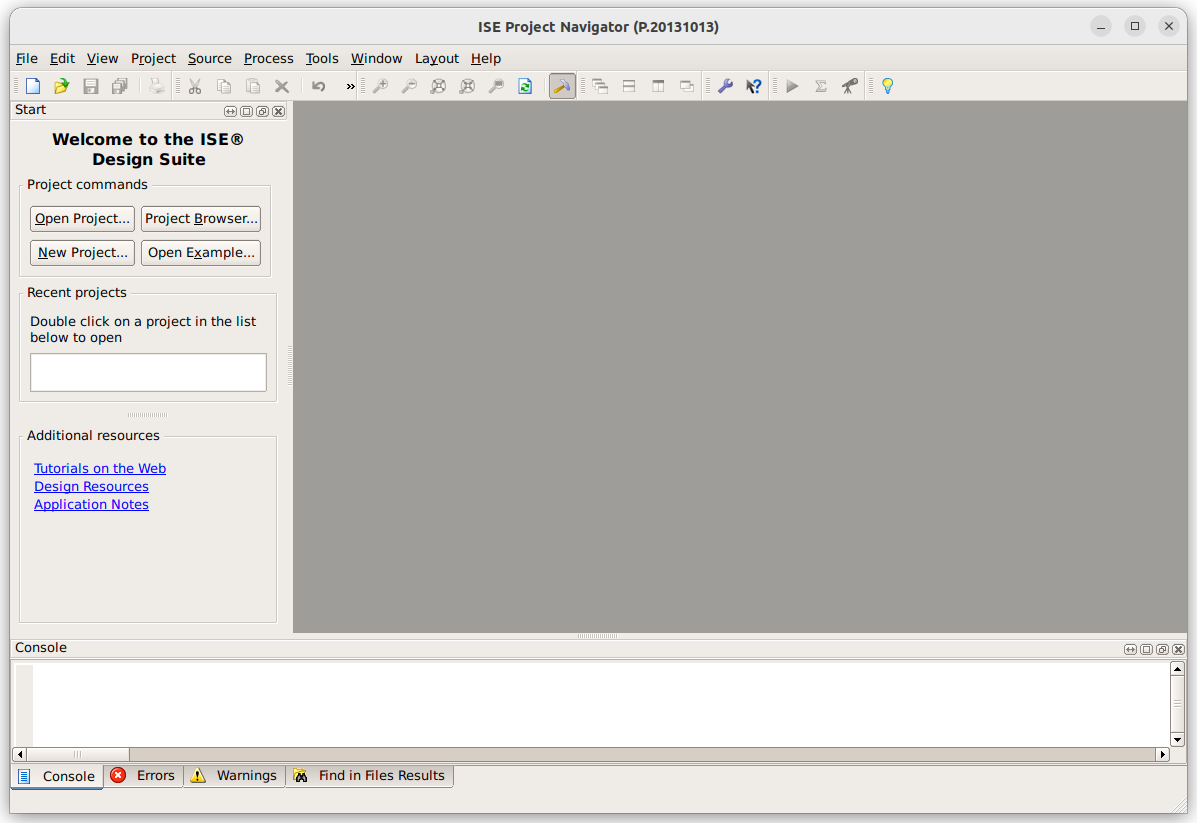 ISE Project Navigator (P.20131013)
File Edit View Project Source Process Tools Window Layout Help
»
Start
Welcome to the ISE®
Design Suite
Project commands
Open Project... Project Browser...
New Project... Open Example...
Recent projects
Double click on a project in the list
below to open
Additional resources
Tutorials on the Web
Design Resources
Application Notes
Console
Console Errors Warnings Find in Files Results